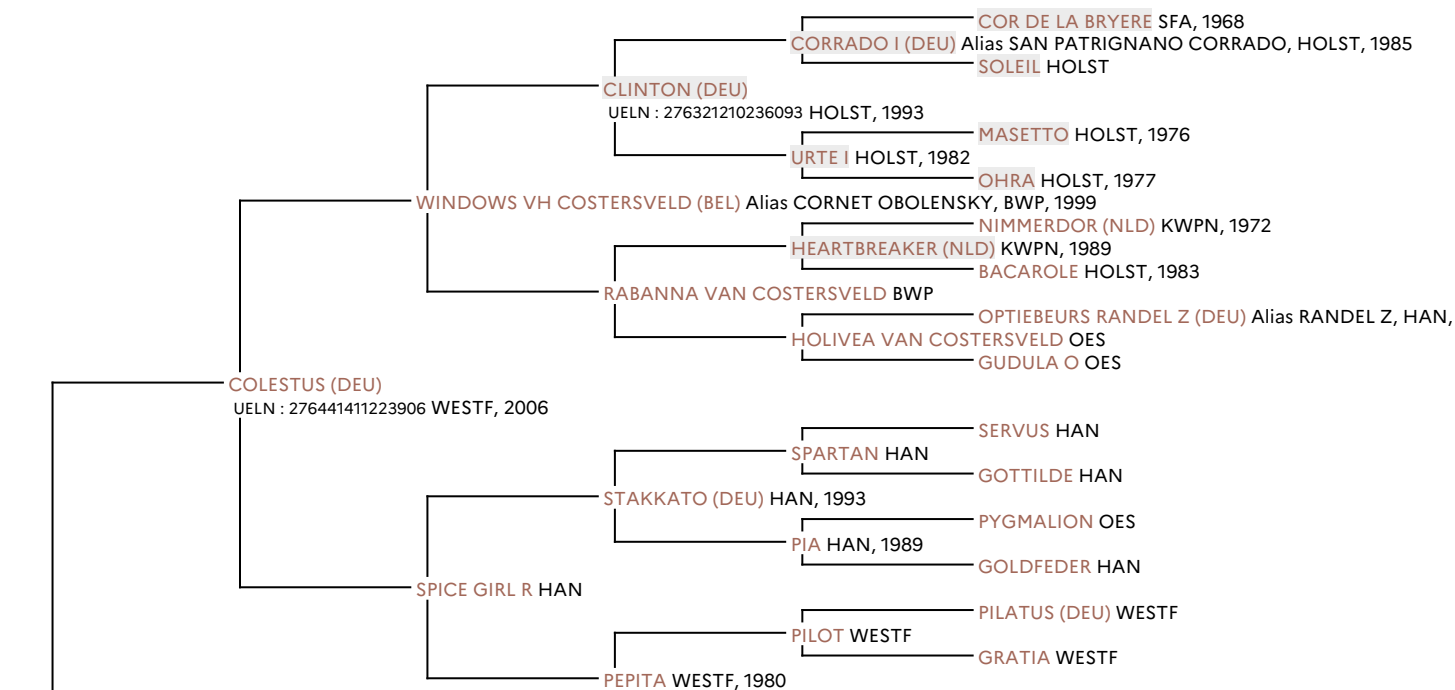 COR DE LA BRYERE SFA, 1968
CORRADO I (DEU) Alias SAN PATRIGNANO CORRADO, HOLST, 1985
SOLEIL HOLST
CLINTON (DEU)
UELN : 276321210236093 HOLST, 1993
MASETTO HOLST, 1976
URTE I HOLST, 1982
OHRA HOLST, 1977
WINDOWS VH COSTERSVELD (BEL) Alias CORNET OBOLENSKY, BWP, 1999
NIMMERDOR (NLD) KWPN, 1972
HEARTBREAKER (NLD) KWPN, 1989
BACAROLE HOLST, 1983
RABANNA VAN COSTERSVELD BWP
OPTIEBEURS RANDEL Z (DEU) Alias RANDEL Z, HAN,
HOLIVEA VAN COSTERSVELD OES
GUDULA O OES
COLESTUS (DEU)
UELN : 276441411223906 WESTF, 2006
SERVUS HAN
SPARTAN HAN
GOTTILDE HAN
STAKKATO (DEU) HAN, 1993
PYGMALION OES
PIA HAN, 1989
GOLDFEDER HAN
SPICE GIRL R HAN
PILATUS (DEU) WESTF
PILOT WESTF
GRATIA WESTF
PEPITA WESTF, 1980